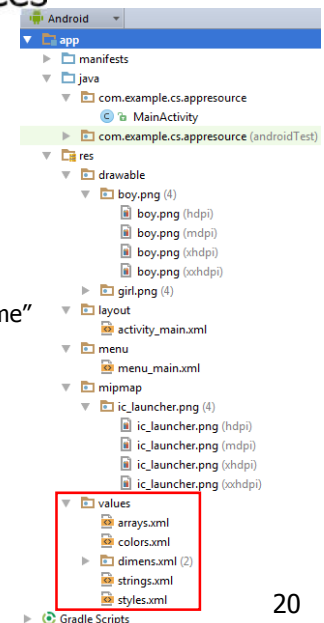 Android
app
manifests
java
com.example.cs.appresource
MainActivity
com.example.cs.appresource (androidTest)
res
drawable
boy.png (4)
boy.png (hdpi)
boy.png (mdpi)
boy.png (xhdpi)
boy.png (xxhdpi)
girl.png (4)
me”
layout
activity_main.xml
menu
menu_main.xml
mipmap
ic_launcher.png (4)
ic_launcher.png (hdpi)
ic_launcher.png (mdpi)
ic_launcher.png (xhdpi)
ic_launcher.png (xxhdpi)
values
arrays.xml
colors.xml
dimens.xml (2)
strings.xml
styles.xml
20
Gradle Scripts